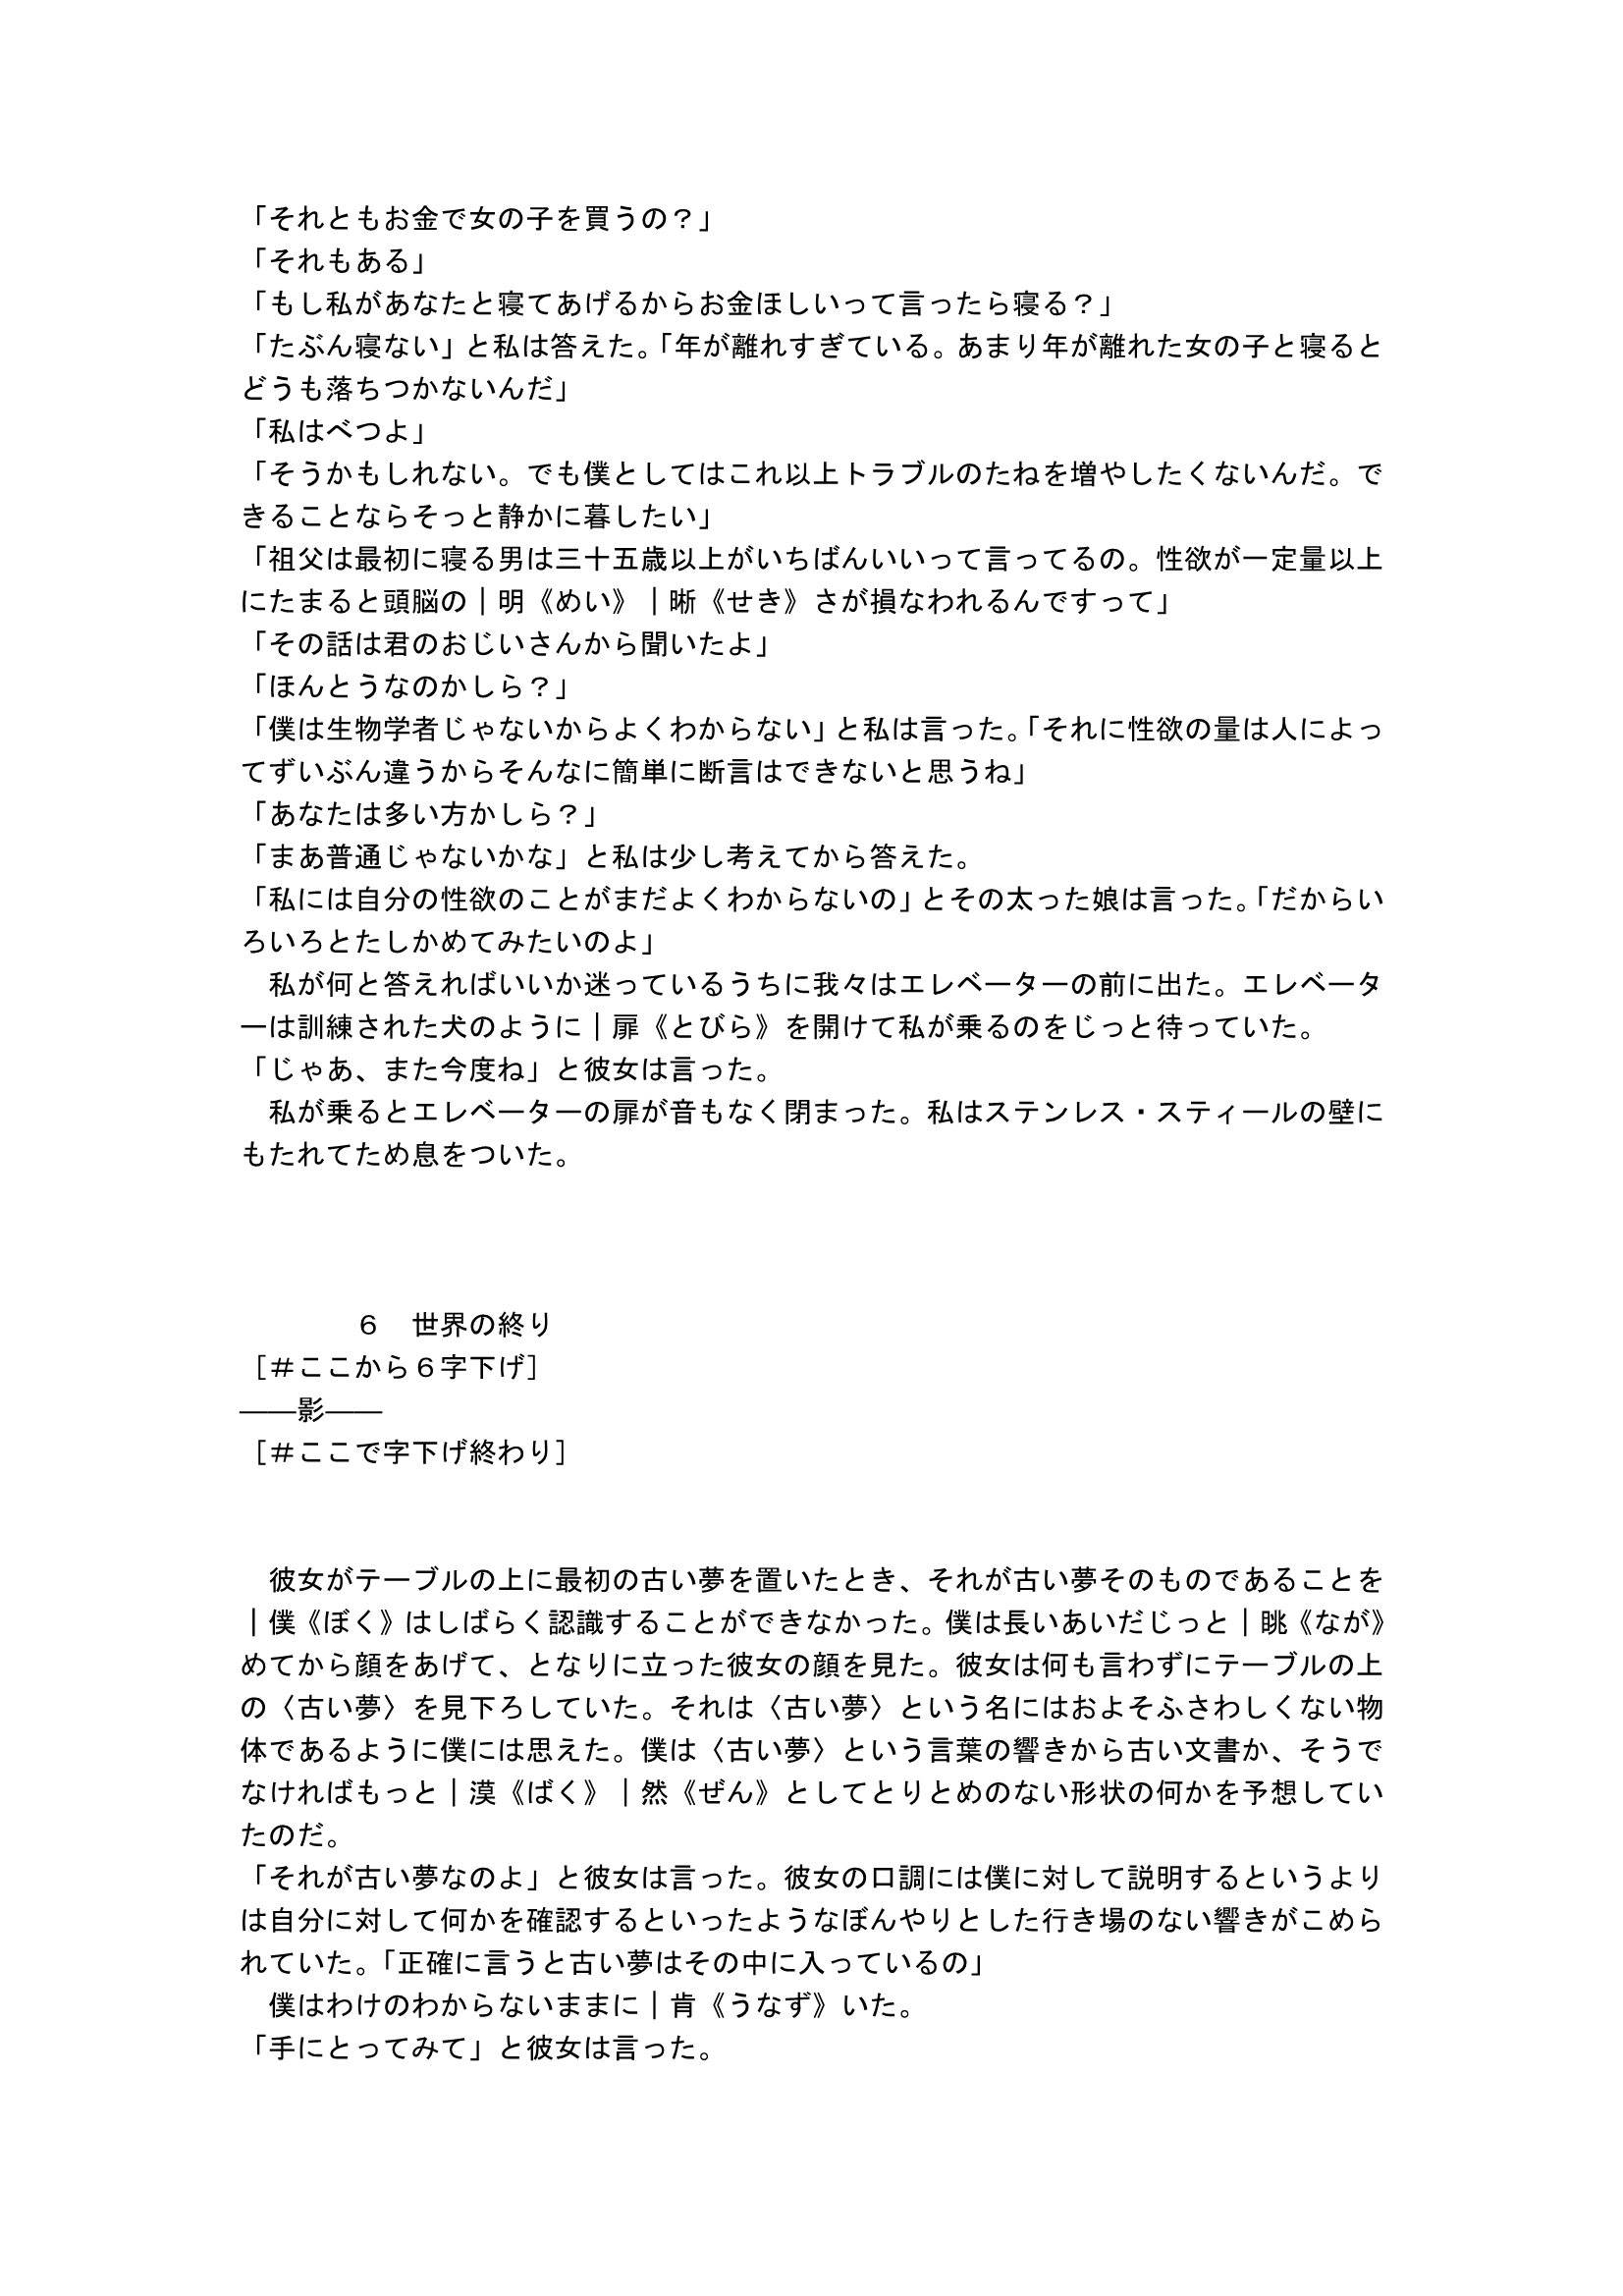 「それともお金で女の子を買うの？」
「それもある」
「もし私があなたと寝てあげるからお金ほしいって言ったら寝る？」
「たぶん寝ない」と私は答えた。「年が離れすぎている。あまり年が離れた女の子と寝ると
どうも落ちつかないんだ」
「私はべつよ」
「そうかもしれない。でも僕としてはこれ以上トラブルのたねを増やしたくないんだ。で
きることならそっと静かに暮したい」
「祖父は最初に寝る男は三十五歳以上がいちばんいいって言ってるの。性欲が一定量以上
にたまると頭脳の｜明《めい》｜晰《せき》さが損なわれるんですって」
「その話は君のおじいさんから聞いたよ」
「ほんとうなのかしら？」
「僕は生物学者じゃないからよくわからない」と私は言った。「それに性欲の量は人によっ
てずいぶん違うからそんなに簡単に断言はできないと思うね」
「あなたは多い方かしら？」
「まあ普通じゃないかな」と私は少し考えてから答えた。
「私には自分の性欲のことがまだよくわからないの」とその太った娘は言った。「だからい
ろいろとたしかめてみたいのよ」
　私が何と答えればいいか迷っているうちに我々はエレベーターの前に出た。エレベータ
ーは訓練された犬のように｜扉《とびら》を開けて私が乗るのをじっと待っていた。
「じゃあ、また今度ね」と彼女は言った。
　私が乗るとエレベーターの扉が音もなく閉まった。私はステンレス・スティールの壁に
もたれてため息をついた。
６　世界の終り
［＃ここから６字下げ］
――影――
［＃ここで字下げ終わり］
　彼女がテーブルの上に最初の古い夢を置いたとき、それが古い夢そのものであることを
｜僕《ぼく》はしばらく認識することができなかった。僕は長いあいだじっと｜眺《なが》
めてから顔をあげて、となりに立った彼女の顔を見た。彼女は何も言わずにテーブルの上
の〈古い夢〉を見下ろしていた。それは〈古い夢〉という名にはおよそふさわしくない物
体であるように僕には思えた。僕は〈古い夢〉という言葉の響きから古い文書か、そうで
なければもっと｜漠《ばく》｜然《ぜん》としてとりとめのない形状の何かを予想してい
たのだ。
「それが古い夢なのよ」と彼女は言った。彼女の口調には僕に対して説明するというより
は自分に対して何かを確認するといったようなぼんやりとした行き場のない響きがこめら
れていた。「正確に言うと古い夢はその中に入っているの」
　僕はわけのわからないままに｜肯《うなず》いた。
「手にとってみて」と彼女は言った。